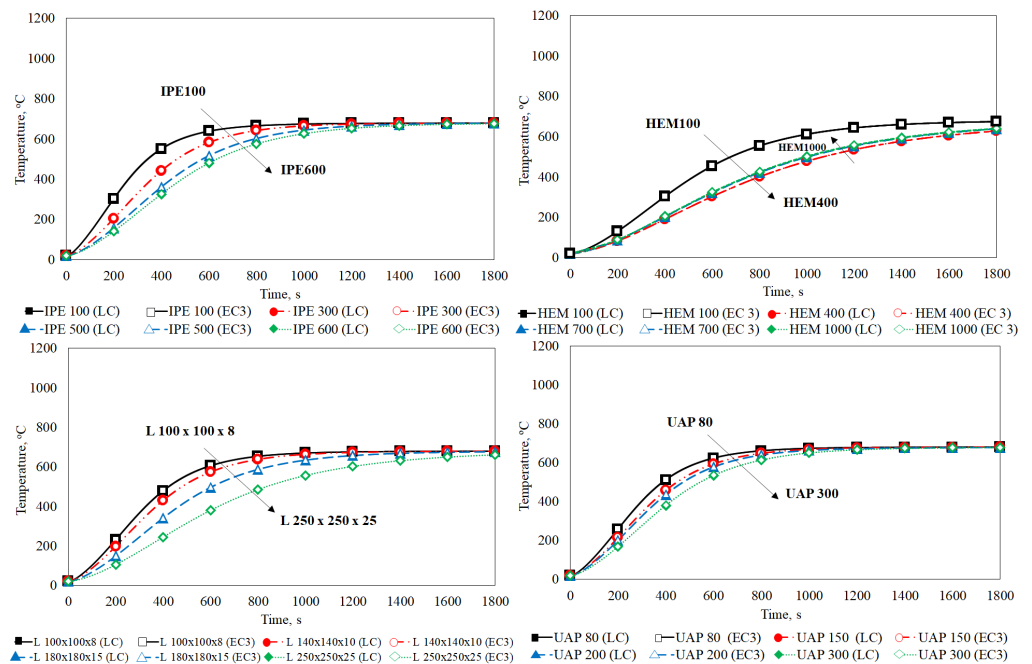 1200
1000
800
600
400
200
0
Temperature, ºC
IPE100
IPE600
0 200 400 600 800 1000 1200 1400 1600 1800
Time, s
IPE 100 (LC) IPE 100 (EC3) IPE 300 (LC) IPE 300 (EC3)
IPE 500 (LC) IPE 500 (EC3) IPE 600 (LC) IPE 600 (EC3)
1200
1000
800
600
400
200
0
Temperature, ºC
HEM100
HEM1000
HEM400
0 200 400 600 800 1000 1200 1400 1600 1800
Time, s
HEM 100 (LC) HEM 100 (EC 3) HEM 400 (LC) HEM 400 (EC 3)
HEM 700 (LC) HEM 700 (EC 3) HEM 1000 (LC) HEM 1000 (EC 3)
1200
1000
800
600
400
200
0
Temperature, ºC
L 100 x 100 x 8
L 250 x 250 x 25
0 200 400 600 800 1000 1200 1400 1600 1800
Time, s
L 100x100x8 (LC) L 100x100x8 (EC3) L 140x140x10 (LC) L 140x140x10 (EC3)
L 180x180x15 (LC) L 180x180x15 (EC3) L 250x250x25 (LC) L 250x250x25 (EC3)
1200
1000
800
600
400
200
0
Temperature, ºC
UAP 80
UAP 300
0 200 400 600 800 1000 1200 1400 1600 1800
Time, s
UAP 80 (LC) UAP 80 (EC3) UAP 150 (LC) UAP 150 (EC3)
UAP 200 (LC) UAP 200 (EC3) UAP 300 (LC) UAP 300 (EC3)